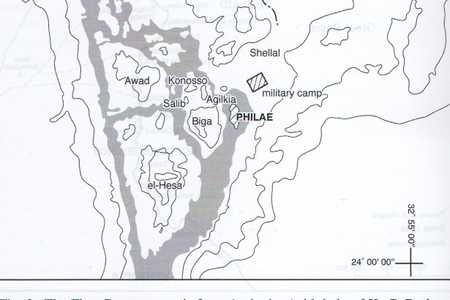 Shellal
Awad
Konosso
military camp
Salib
Agilkia
PHILAE
Biga
el-Hesa
32° 55' 00"
24° 00' 00"